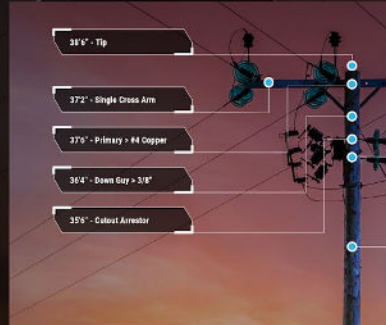 38'6" - Tip
37'2" - Single Cross Arm
37'6" - Primary > #4 Copper
36'4" - Down Guy > 3/8"
35'6" - Cutout Arrestor